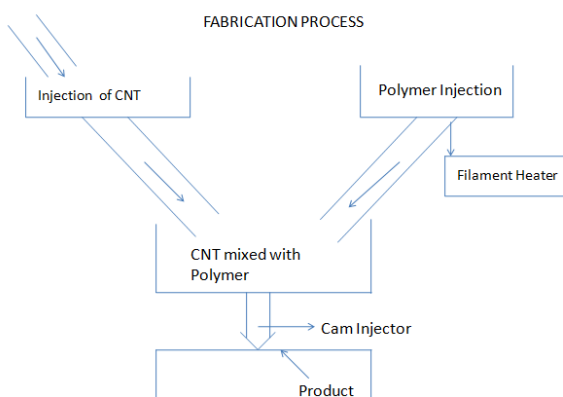 FABRICATION PROCESS
Injection of CNT
Polymer Injection
Filament Heater
CNT mixed with
Polymer
Cam Injector
Product